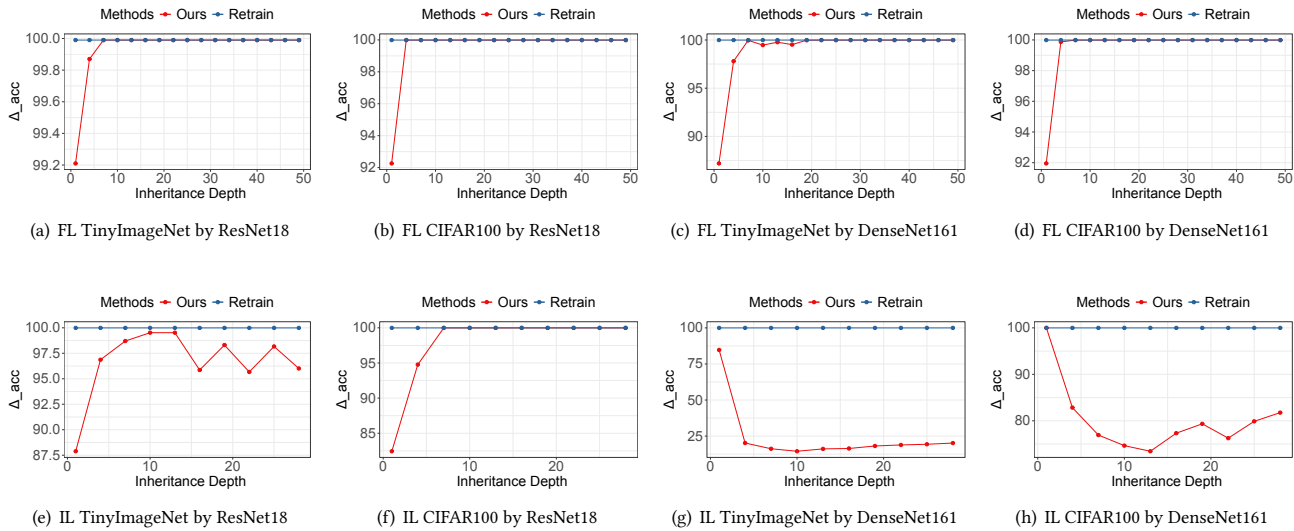 Methods Ours Retrain
Δ_acc
100.0
99.8
99.6
99.4
99.2
0 10 20 30 40 50
Inheritance Depth
(a) FL TinyImageNet by ResNet18
Methods Ours Retrain
Δ_acc
100
98
96
94
92
0 10 20 30 40 50
Inheritance Depth
(b) FL CIFAR100 by ResNet18
Methods Ours Retrain
Δ_acc
100
95
90
0 10 20 30 40 50
Inheritance Depth
(c) FL TinyImageNet by DenseNet161
Methods Ours Retrain
Δ_acc
100
98
96
94
92
0 10 20 30 40 50
Inheritance Depth
(d) FL CIFAR100 by DenseNet161
Methods Ours Retrain
Δ_acc
100.0
97.5
95.0
92.5
90.0
87.5
0 10 20
Inheritance Depth
(e) IL TinyImageNet by ResNet18
Methods Ours Retrain
Δ_acc
100
95
90
85
0 10 20
Inheritance Depth
(f) IL CIFAR100 by ResNet18
Methods Ours Retrain
Δ_acc
100
75
50
25
0 10 20
Inheritance Depth
(g) IL TinyImageNet by DenseNet161
Methods Ours Retrain
Δ_acc
100
90
80
0 10 20
Inheritance Depth
(h) IL CIFAR100 by DenseNet161